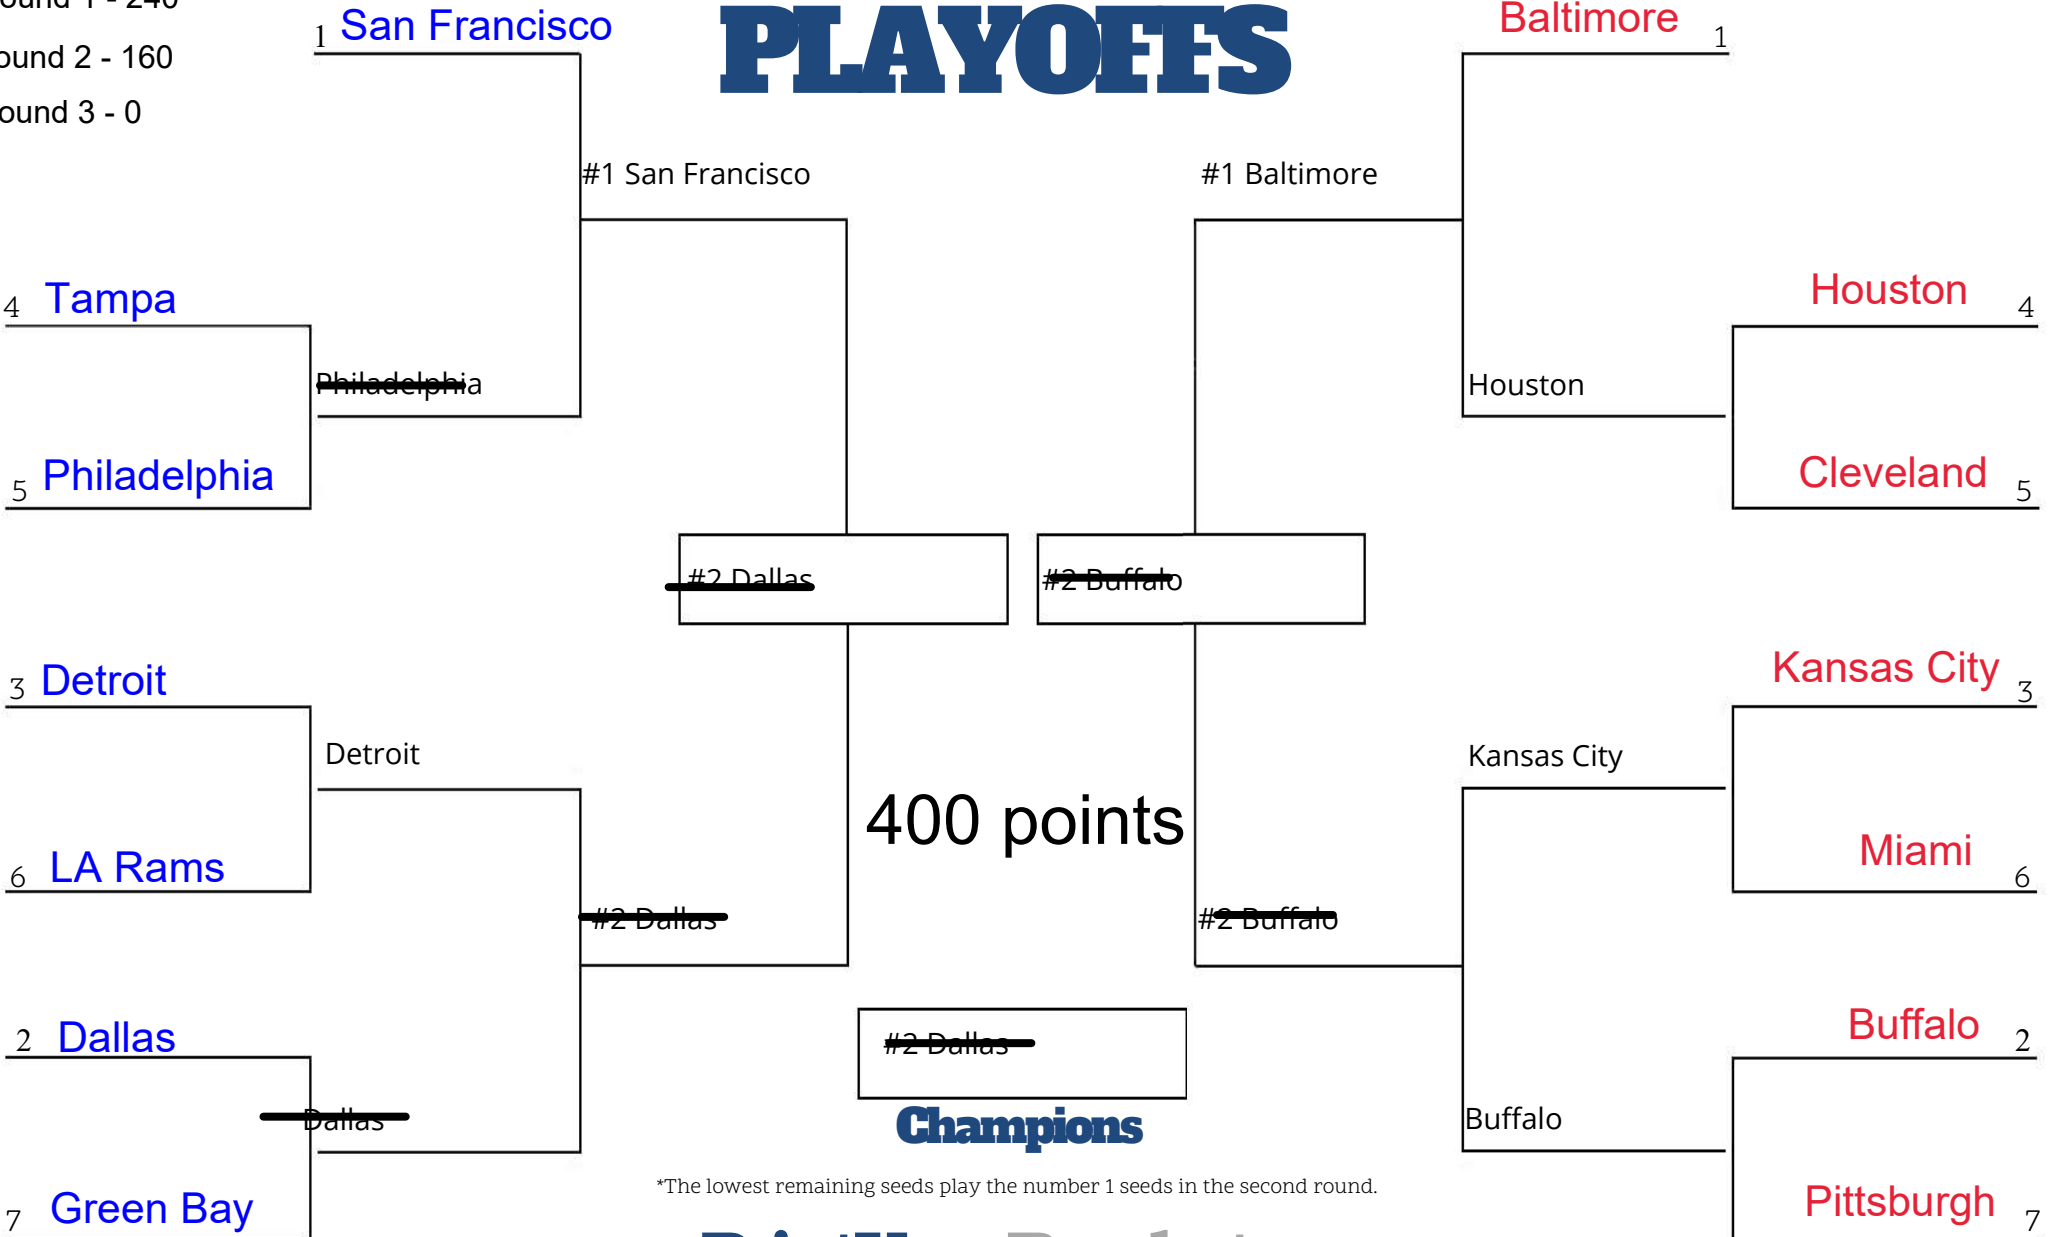 ound 1 - 240
ound 2 - 160
ound 3 - 0
PLAYOFFS
1 San Francisco
Baltimore 1
#1 San Francisco
#1 Baltimore
4 Tampa
Houston 4
Philadelphia
Houston
5 Philadelphia
Cleveland 5
#2 Dallas
#2 Buffalo
3 Detroit
Kansas City 3
Detroit
Kansas City
400 points
6 LA Rams
Miami 6
#2 Dallas
#2 Buffalo
2 Dallas
Buffalo 2
#2 Dallas
Champions
Dallas
Buffalo
*The lowest remaining seeds play the number 1 seeds in the second round.
7 Green Bay
Pittsburgh 7